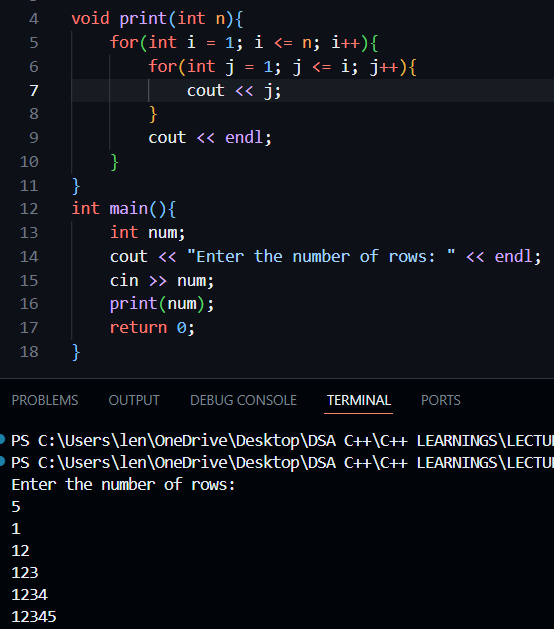 4 void print(int n){
5 for(int i = 1; i <= n; i++){
6 for(int j = 1; j <= i; j++){
7 cout << j;
8 }
9 cout << endl;
10 }
11 }
12 int main(){
13 int num;
14 cout << "Enter the number of rows: " << endl;
15 cin >> num;
16 print(num);
17 return 0;
18 }
PROBLEMS OUTPUT DEBUG CONSOLE TERMINAL PORTS
PS C:\Users\len\OneDrive\Desktop\DSA C++\C++ LEARNINGS\LECTU
PS C:\Users\len\OneDrive\Desktop\DSA C++\C++ LEARNINGS\LECTU
Enter the number of rows:
5
1
12
123
1234
12345